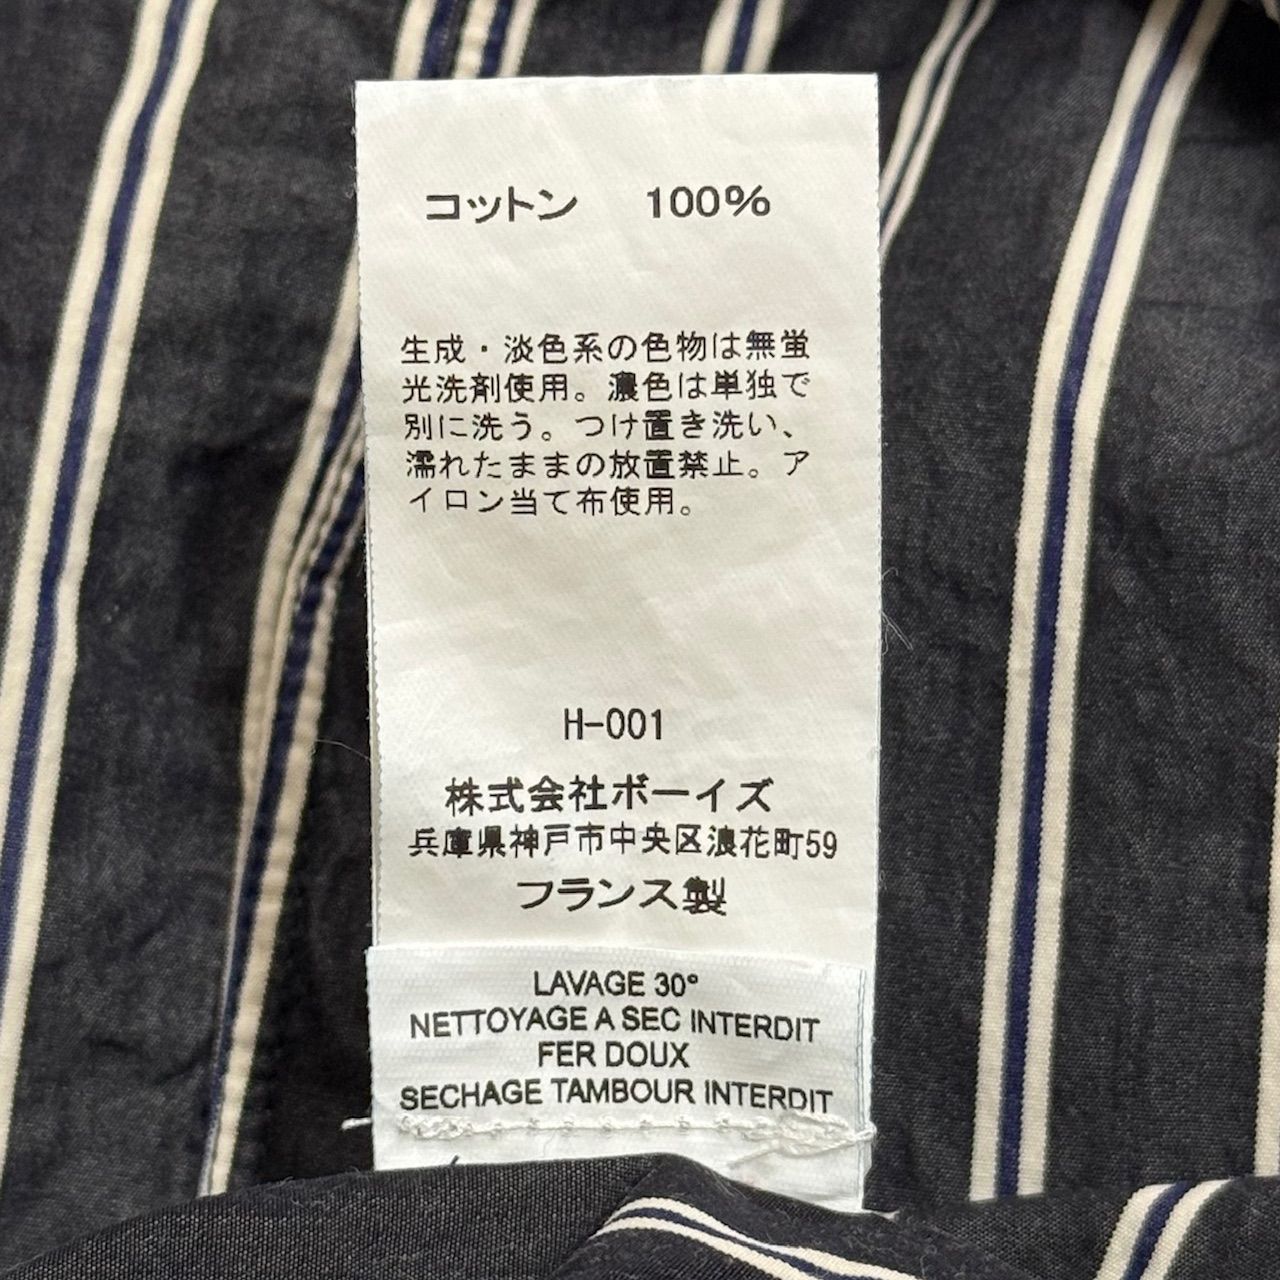 コットン 100%
生成・淡色系の色物は無蛍
光洗剤使用。濃色は単独で
別に洗う。つけ置き洗い、
濡れたままの放置禁止。ア
イロン当て布使用。
H-001
株式会社ボーイズ
兵庫県神戸市中央区浪花町59
フランス製
LAVAGE 30°
NETTOYAGE A SEC INTERDIT
FER DOUX
SECHAGE TAMBOUR INTERDIT